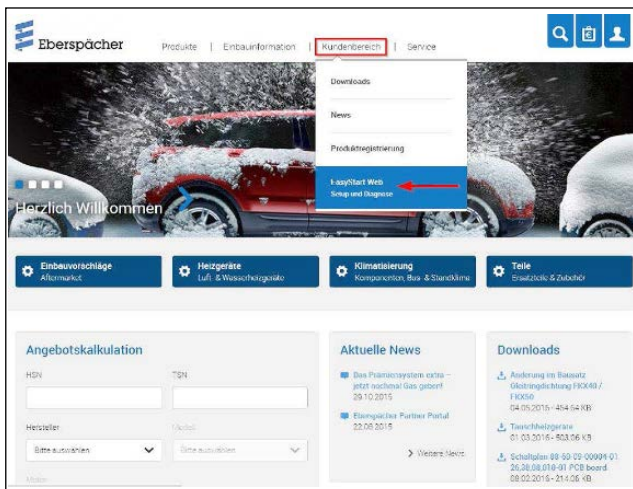 Eberspächer
Produkte | Einbauinformation | Kundenbereich | Service
Downloads
News
Produktregistrierung
EasyStart Web
Setup und Diagnose
Herzlich Willkommen
Einbauvorschläge
Aftermarket
Heizgeräte
Luft- & Wasserheizgeräte
Klimatisierung
Komponenten, Bus- & Standklima
Teile
Ersatzteile & Zubehör
Angebotskalkulation
HSN
TSN
Hersteller
Modell
Bitte auswählen
Bitte auswählen
Motor
Aktuelle News
Das Prämiensystem extra –
jetzt nochmal Gas geben!
29.10.2015
Eberspächer Partner Portal
22.06.2015
Weitere News
Downloads
Änderung im Bausatz
Gleitringdichtung FKX40 /
FKX50
04.05.2016 - 454.64 KB
Tauschheizgeräte
01.03.2016 - 503.06 KB
Schaltplan
PCB board
08.02.2016 - 214.06 KB